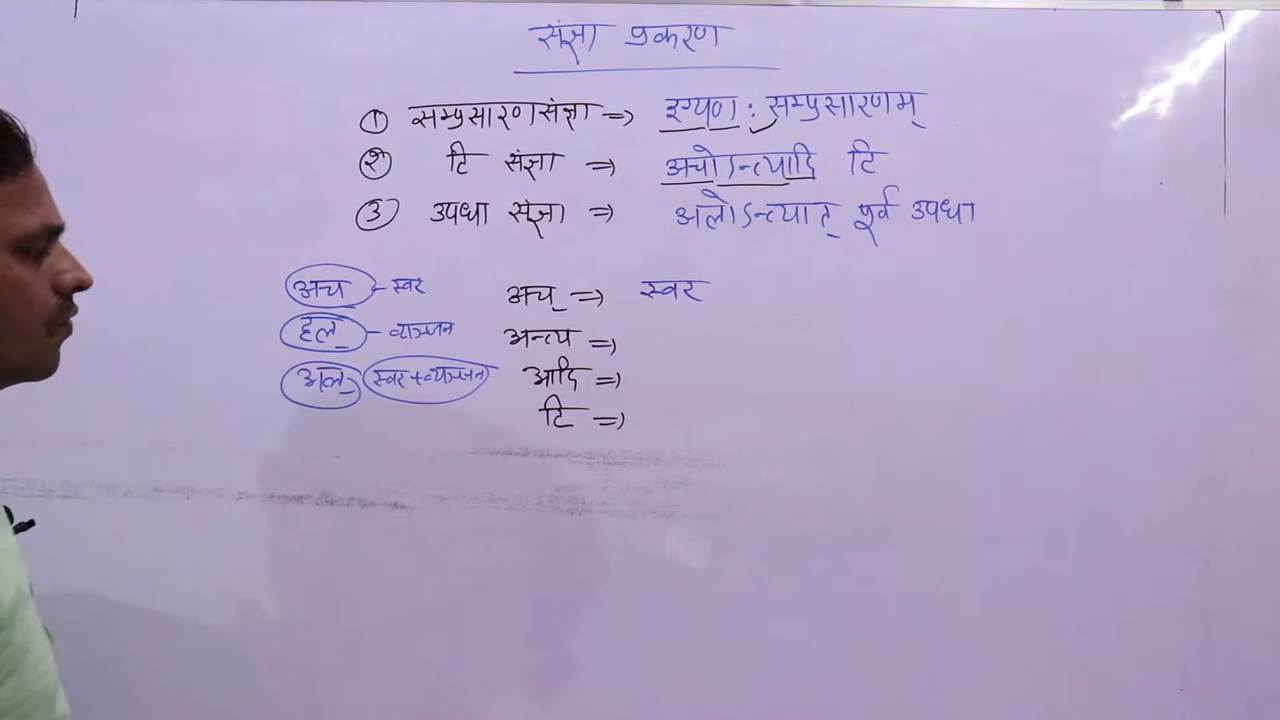 संज्ञा प्रकरण
① सम्प्रसारणसंज्ञा => इग्यण: सम्प्रसारणम्
② टि संज्ञा => अचोऽन्त्यादि टि
③ उपधा संज्ञा => अलोऽन्त्यात् पूर्व उपधा
अच - स्वर अच् => स्वर
हल् - व्यञ्जन अन्त्य =>
अल् स्वर+व्यञ्जन आदि =>
टि =>